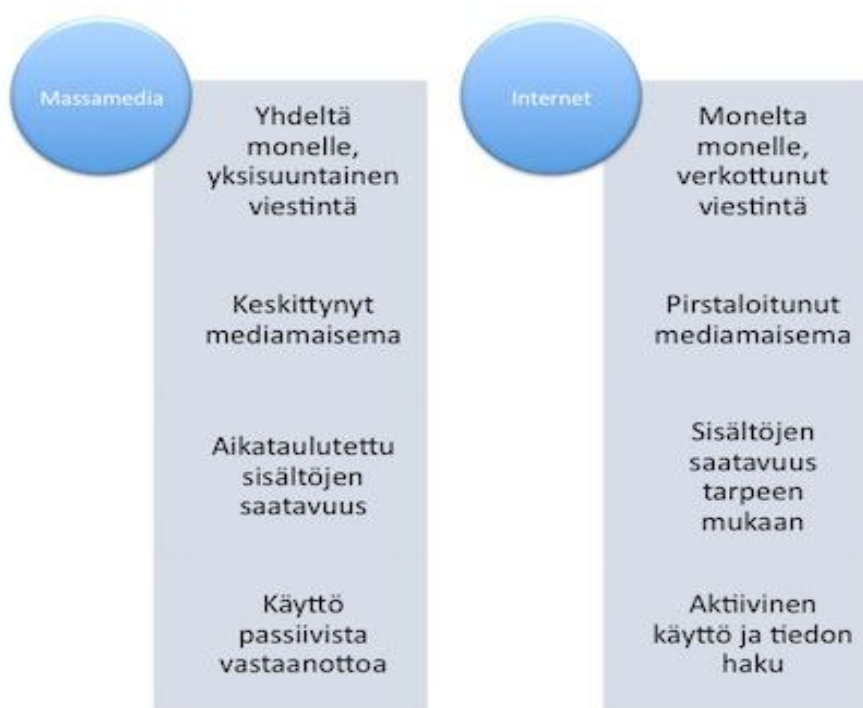 Massamedia
Yhdeltä
monelle,
yksisuuntainen
viestintä
Keskittynyt
mediamaisema
Aikataulutettu
sisältöjen
saatavuus
Käyttö
passiivista
vastaanottoa
Internet
Monelta
monelle,
verkottunut
viestintä
Pirstaloitunut
mediamaisema
Sisältöjen
saatavuus
tarpeen
mukaan
Aktiivinen
käyttö ja tiedon
haku